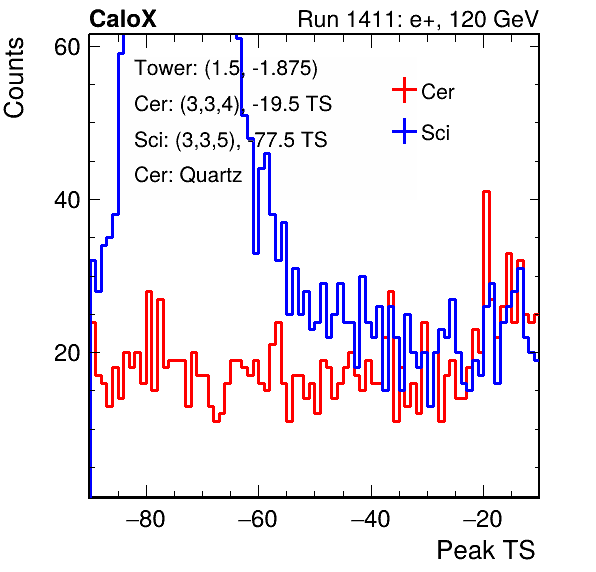 CaloX Run 1411: e+, 120 GeV
Counts
60
40
20
Tower: (1.5, -1.875)
Cer: (3,3,4), -19.5 TS
Sci: (3,3,5), -77.5 TS
Cer: Quartz
Cer
Sci
−80 −60 −40 −20
Peak TS